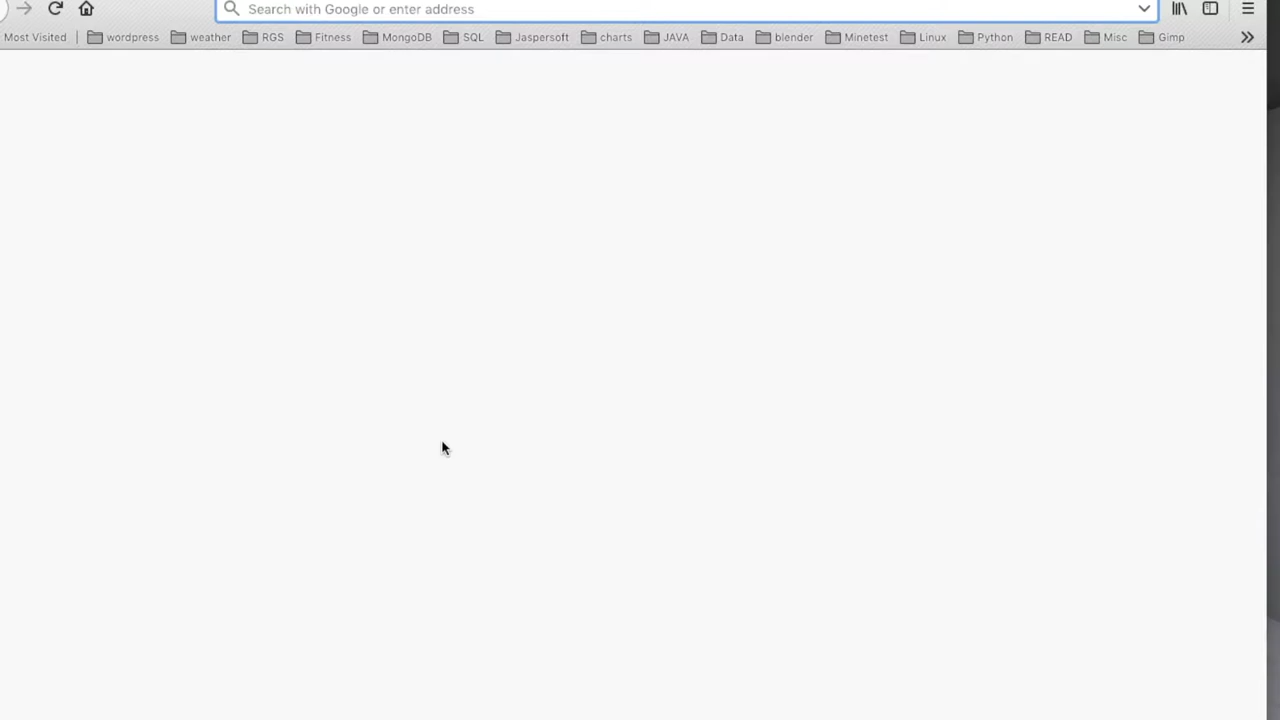 Search with Google or enter address
Most Visited wordpress weather RGS Fitness MongoDB SQL Jaspersoft charts JAVA Data blender Minetest Linux Python READ Misc Gimp